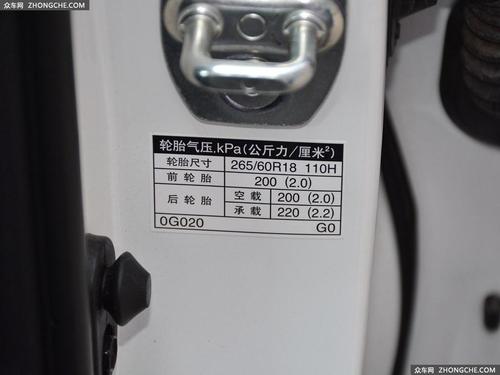 众车网 ZHONGCHE.COM
轮胎气压,kPa(公斤力/厘米²)
轮胎尺寸 265/60R18 110H
前轮胎 200 (2.0)
后轮胎 空载 200 (2.0)
承载 220 (2.2)
0G020 G0
众车网 ZHONGCHE.COM